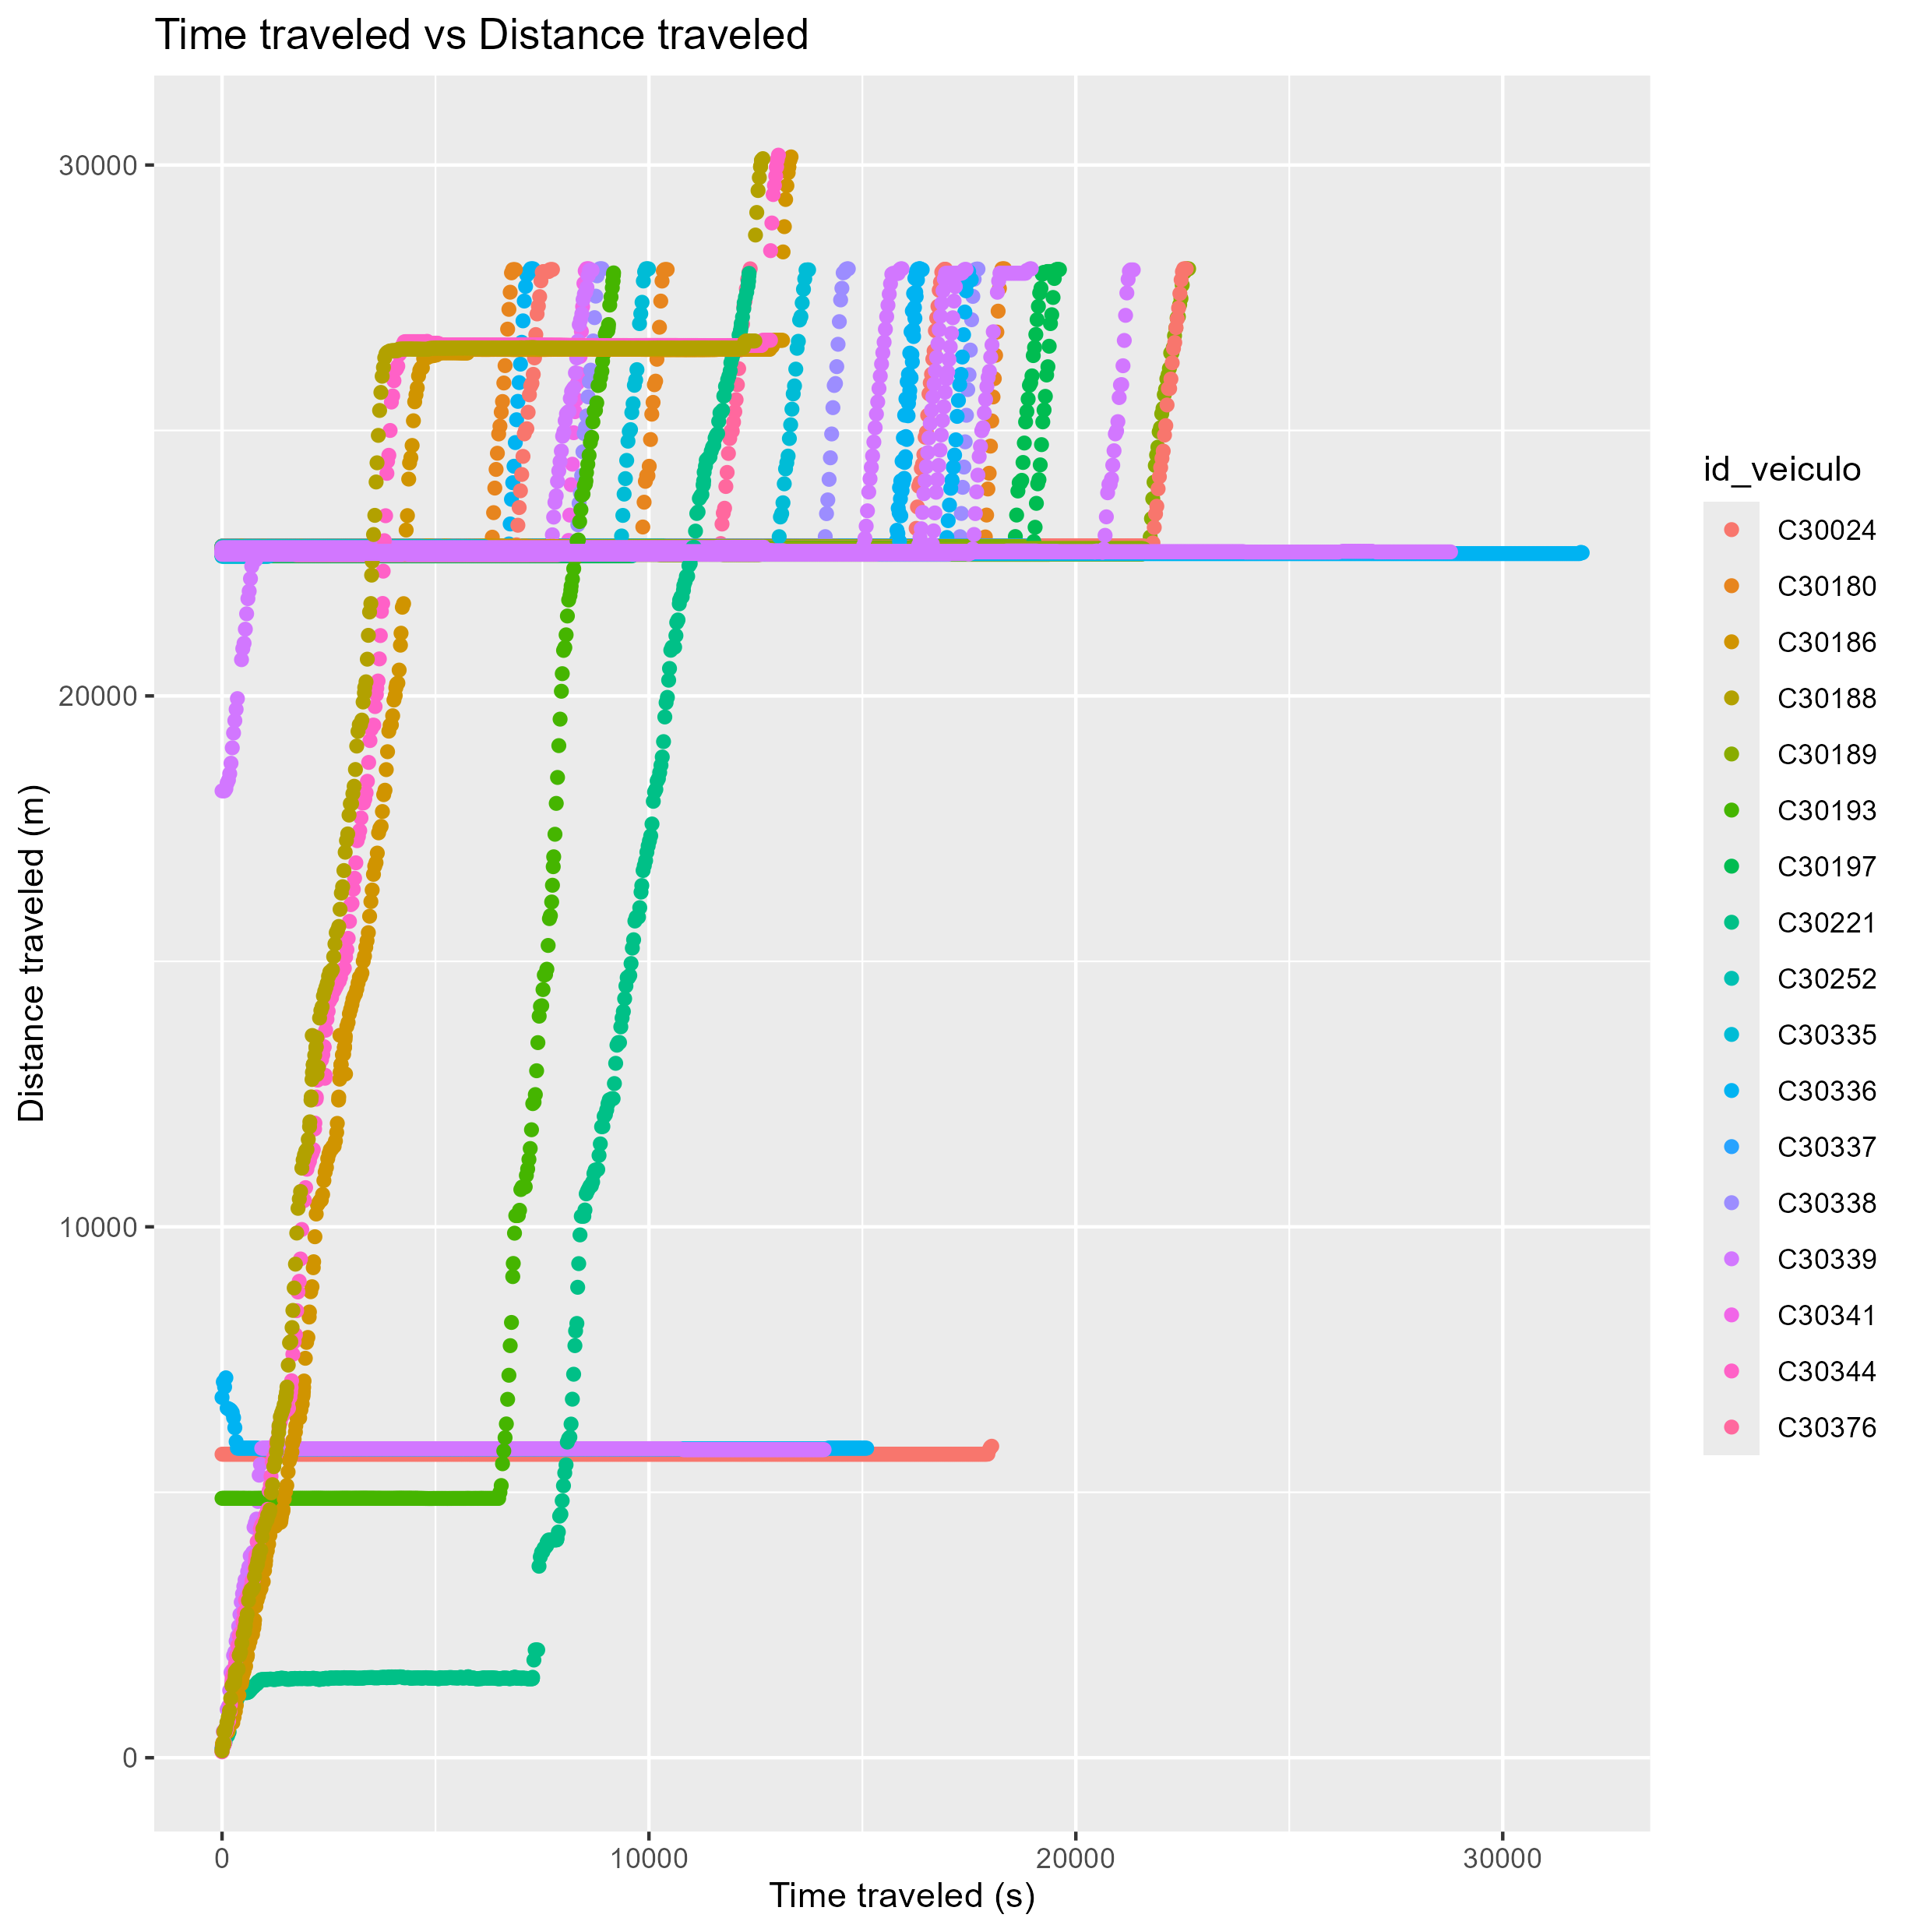 Time traveled vs Distance traveled
30000
20000
10000
0
Distance traveled (m)
0
10000
20000
30000
Time traveled (s)
id_veiculo
C30024
C30180
C30186
C30188
C30189
C30193
C30197
C30221
C30252
C30335
C30336
C30337
C30338
C30339
C30341
C30344
C30376